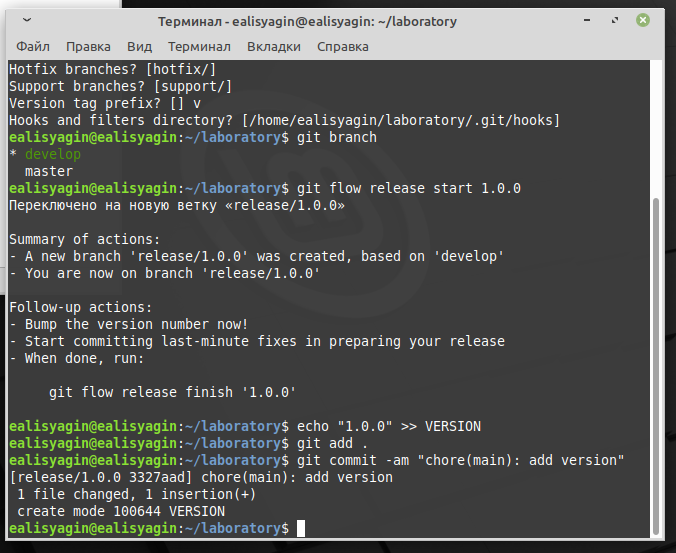 Терминал - ealisyagin@ealisyagin: ~/laboratory
Файл Правка Вид Терминал Вкладки Справка
Hotfix branches? [hotfix/]
Support branches? [support/]
Version tag prefix? [] v
Hooks and filters directory? [/home/ealisyagin/laboratory/.git/hooks]
ealisyagin@ealisyagin:~/laboratory$ git branch
* develop
  master
ealisyagin@ealisyagin:~/laboratory$ git flow release start 1.0.0
Переключено на новую ветку «release/1.0.0»

Summary of actions:
- A new branch 'release/1.0.0' was created, based on 'develop'
- You are now on branch 'release/1.0.0'

Follow-up actions:
- Bump the version number now!
- Start committing last-minute fixes in preparing your release
- When done, run:

     git flow release finish '1.0.0'

ealisyagin@ealisyagin:~/laboratory$ echo "1.0.0" >> VERSION
ealisyagin@ealisyagin:~/laboratory$ git add .
ealisyagin@ealisyagin:~/laboratory$ git commit -am "chore(main): add version"
[release/1.0.0 3327aad] chore(main): add version
 1 file changed, 1 insertion(+)
 create mode 100644 VERSION
ealisyagin@ealisyagin:~/laboratory$